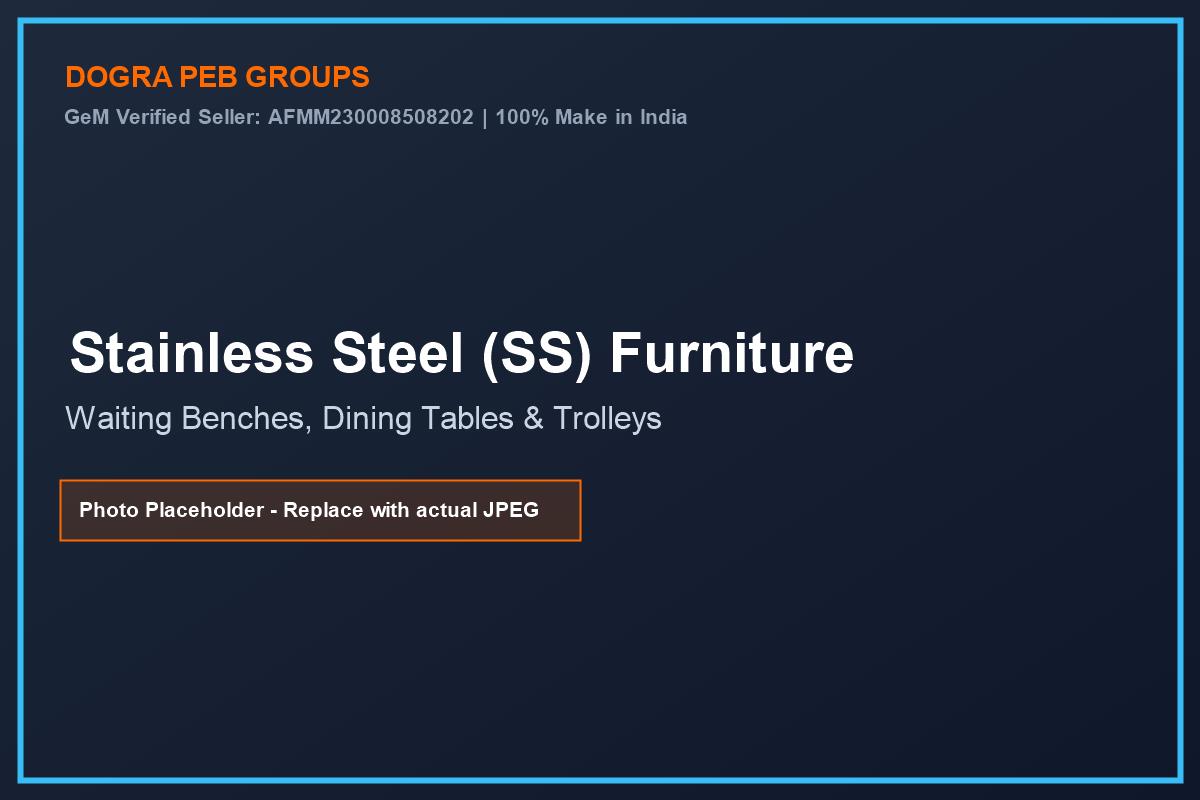 DOGRA PEB GROUPS
GeM Verified Seller: AFMM230008508202 | 100% Make in India
Stainless Steel (SS) Furniture
Waiting Benches, Dining Tables & Trolleys
Photo Placeholder - Replace with actual JPEG